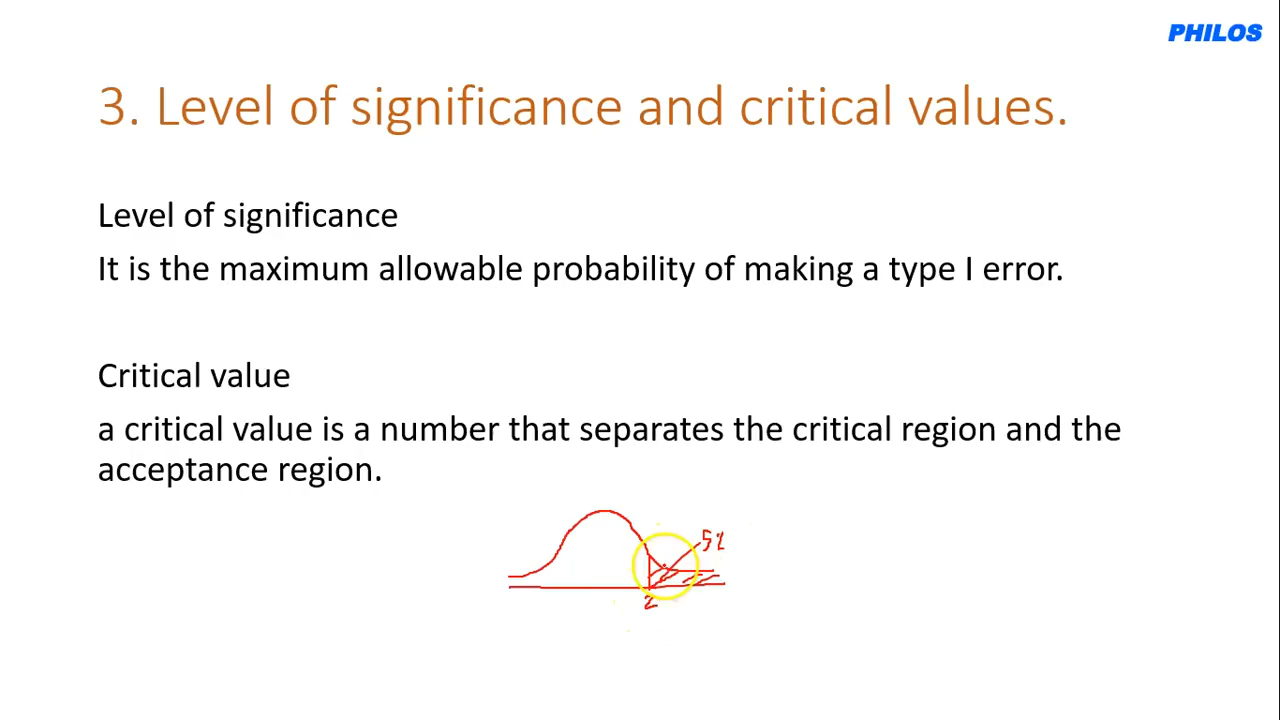 PHILOS
3. Level of significance and critical values.
Level of significance
It is the maximum allowable probability of making a type I error.
Critical value
a critical value is a number that separates the critical region and the
acceptance region.
5%
z